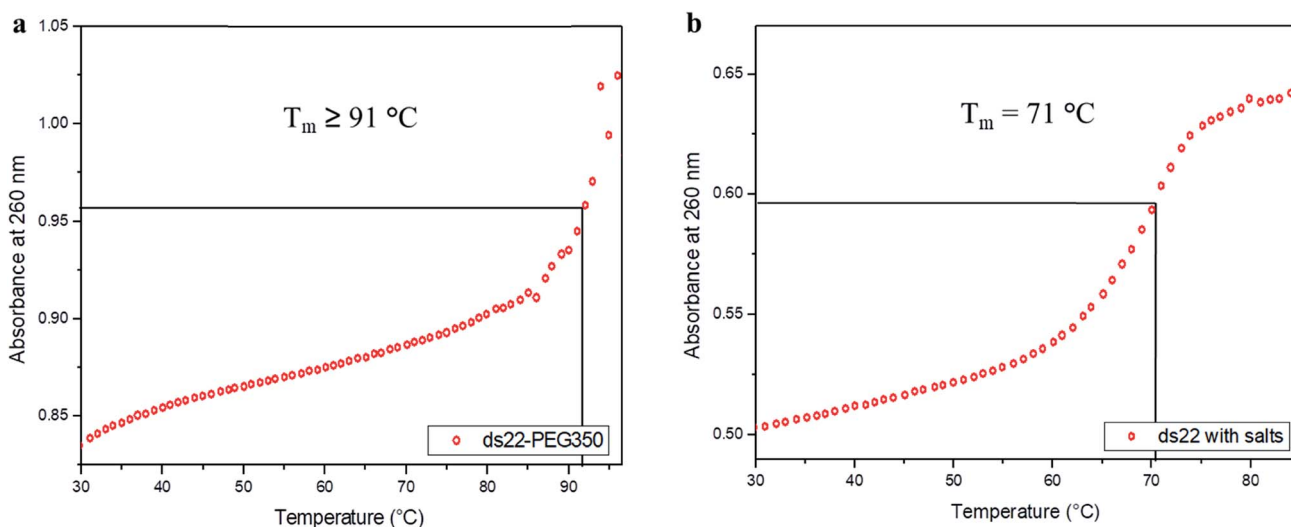 a
1.05
1.00
0.95
0.90
0.85
Absorbance at 260 nm
Tm ≥ 91 °C
ds22-PEG350
30 40 50 60 70 80 90
Temperature (°C)
b
0.65
0.60
0.55
0.50
Absorbance at 260 nm
Tm = 71 °C
ds22 with salts
30 40 50 60 70 80
Temperature (°C)